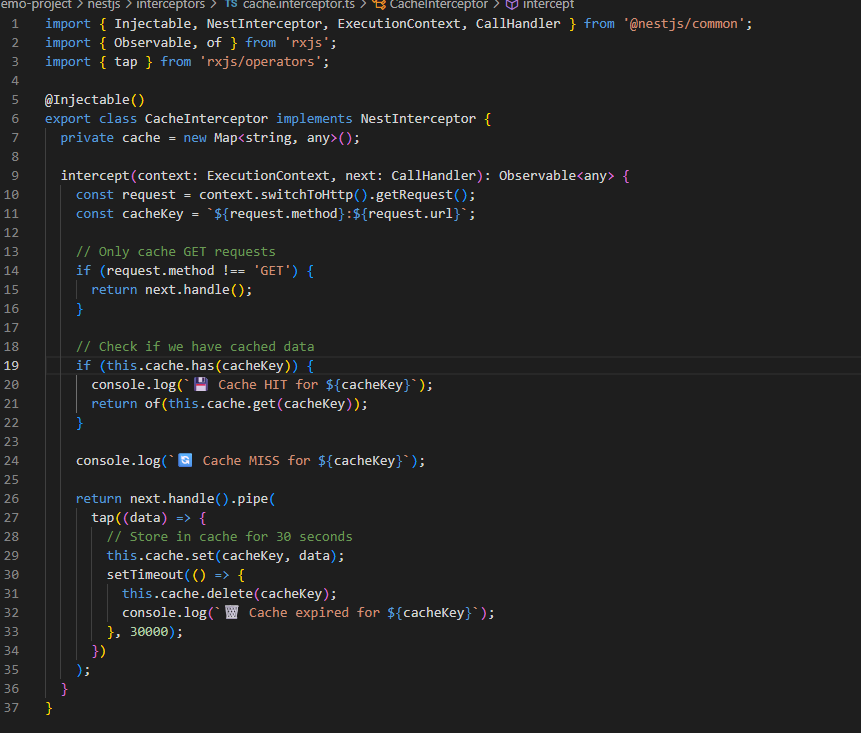 emo-project > nestjs > interceptors > TS cache.interceptor.ts > CacheInterceptor > intercept
1 import { Injectable, NestInterceptor, ExecutionContext, CallHandler } from '@nestjs/common';
2 import { Observable, of } from 'rxjs';
3 import { tap } from 'rxjs/operators';
4
5 @Injectable()
6 export class CacheInterceptor implements NestInterceptor {
7   private cache = new Map<string, any>();
8
9   intercept(context: ExecutionContext, next: CallHandler): Observable<any> {
10     const request = context.switchToHttp().getRequest();
11     const cacheKey = `${request.method}:${request.url}`;
12
13     // Only cache GET requests
14     if (request.method !== 'GET') {
15       return next.handle();
16     }
17
18     // Check if we have cached data
19     if (this.cache.has(cacheKey)) {
20       console.log(`💾 Cache HIT for ${cacheKey}`);
21       return of(this.cache.get(cacheKey));
22     }
23
24     console.log(`🔄 Cache MISS for ${cacheKey}`);
25
26     return next.handle().pipe(
27       tap((data) => {
28         // Store in cache for 30 seconds
29         this.cache.set(cacheKey, data);
30         setTimeout(() => {
31           this.cache.delete(cacheKey);
32           console.log(`🗑️ Cache expired for ${cacheKey}`);
33         }, 30000);
34       })
35     );
36   }
37 }